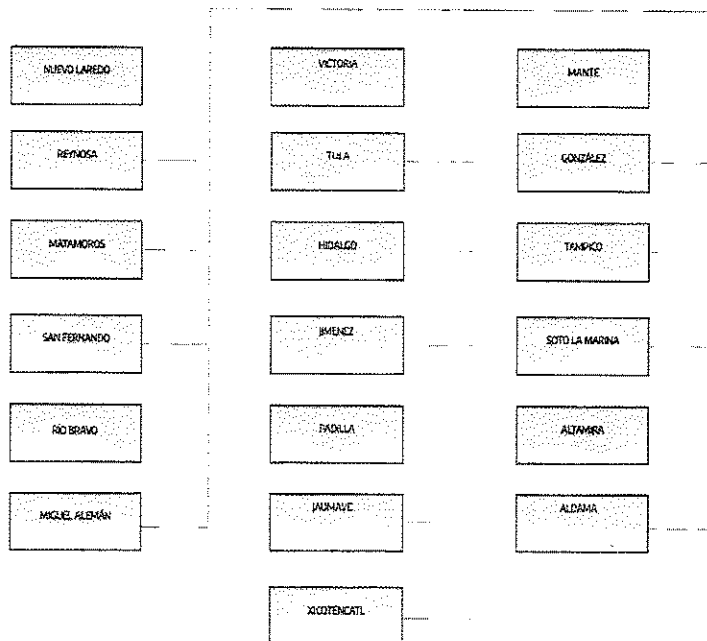 NUEVO LAREDO
VICTORIA
MANTE
REYNOSA
TULA
GONZÁLEZ
MATAMOROS
HIDALGO
TAMPICO
SAN FERNANDO
JIMENEZ
SOTO LA MARINA
RÍO BRAVO
PADILLA
ALTAMIRA
MIGUEL ALEMÁN
JAUMAVE
ALDAMA
XICOTENCATL